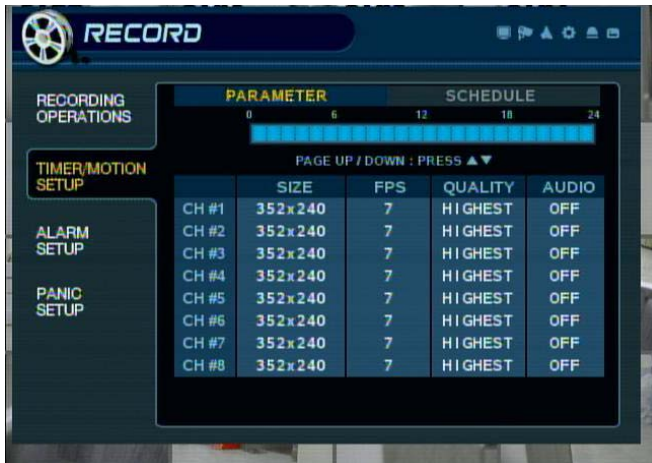 RECORD
RECORDING
OPERATIONS
TIMER/MOTION
SETUP
ALARM
SETUP
PANIC
SETUP
PARAMETER SCHEDULE
0 6 12 18 24
PAGE UP / DOWN : PRESS ▲▼
SIZE FPS QUALITY AUDIO
CH #1 352x240 7 HIGHEST OFF
CH #2 352x240 7 HIGHEST OFF
CH #3 352x240 7 HIGHEST OFF
CH #4 352x240 7 HIGHEST OFF
CH #5 352x240 7 HIGHEST OFF
CH #6 352x240 7 HIGHEST OFF
CH #7 352x240 7 HIGHEST OFF
CH #8 352x240 7 HIGHEST OFF